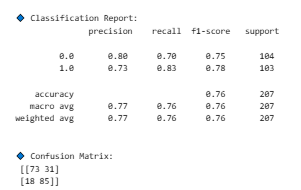 🔷 Classification Report:
precision    recall  f1-score   support
0.0       0.80      0.70      0.75       104
1.0       0.73      0.83      0.78       103
accuracy                           0.76       207
macro avg       0.77      0.76      0.76       207
weighted avg       0.77      0.76      0.76       207
🔷 Confusion Matrix:
[[73 31]
[18 85]]